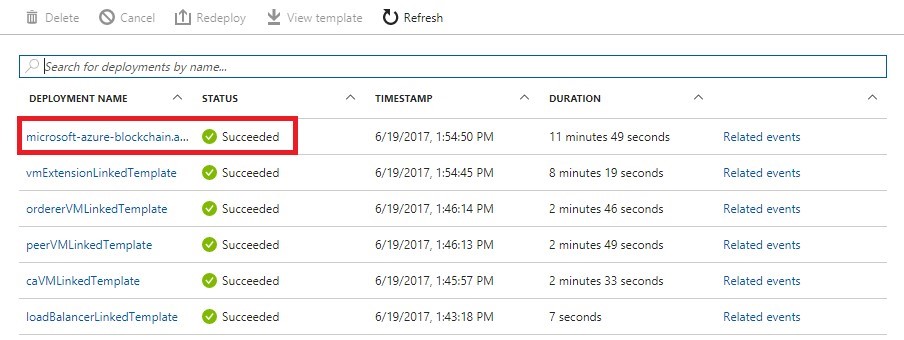 Delete Cancel Redeploy View template Refresh
Search for deployments by name...
DEPLOYMENT NAME STATUS TIMESTAMP DURATION
microsoft-azure-blockchain.a... Succeeded 6/19/2017, 1:54:50 PM 11 minutes 49 seconds Related events
vmExtensionLinkedTemplate Succeeded 6/19/2017, 1:54:45 PM 8 minutes 19 seconds Related events
ordererVMLinkedTemplate Succeeded 6/19/2017, 1:46:14 PM 2 minutes 46 seconds Related events
peerVMLinkedTemplate Succeeded 6/19/2017, 1:46:13 PM 2 minutes 49 seconds Related events
caVMLinkedTemplate Succeeded 6/19/2017, 1:45:57 PM 2 minutes 33 seconds Related events
loadBalancerLinkedTemplate Succeeded 6/19/2017, 1:43:18 PM 7 seconds Related events